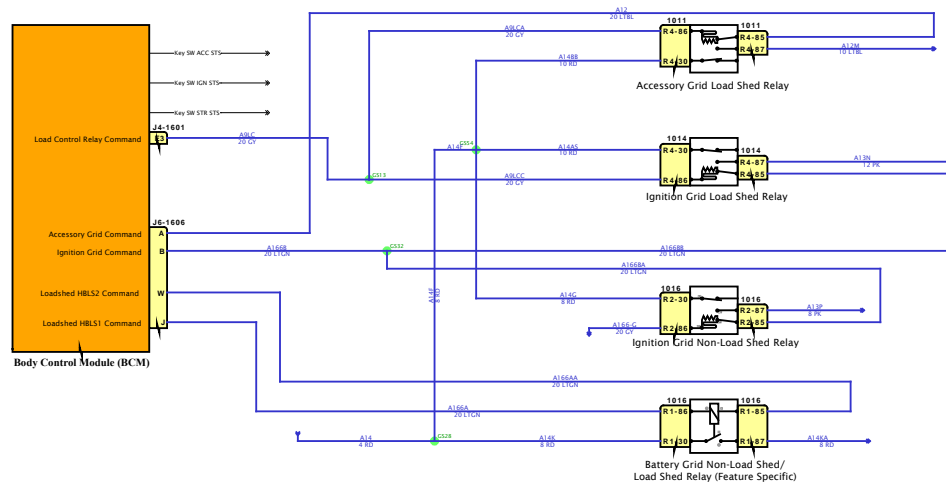 A12
20 LTBL
1011
1011
A9LCA
20 GY
R4-86
R4-85
R4-87
A12M
10 LTBL
Key SW ACC STS
A14BB
10 RD
R4-30
Accessory Grid Load Shed Relay
Key SW IGN STS
Key SW STR STS
J4-1601
Load Control Relay Command
K3
A9LC
20 GY
1014
GS54
A14F
A14AS
10 RD
R4-30
1014
R4-87
A13N
12 PK
R4-85
GS13
A9LCC
20 GY
R4-86
Ignition Grid Load Shed Relay
J6-1606
Accessory Grid Command
A
Ignition Grid Command
B
A166B
20 LTGN
GS52
A166BB
20 LTGN
A166BA
20 LTGN
Loadshed HBLS2 Command
W
A14F
8 RD
1016
A14G
8 RD
R2-30
1016
R2-87
A13P
8 PK
Loadshed HBLS1 Command
J
R2-85
A166-G
20 GY
R2-86
Ignition Grid Non-Load Shed Relay
Body Control Module (BCM)
A166AA
20 LTGN
1016
1016
A166A
20 LTGN
R1-86
R1-85
A14
4 RD
GS28
A14K
8 RD
R1-30
R1-87
A14KA
8 RD
Battery Grid Non-Load Shed/
Load Shed Relay (Feature Specific)